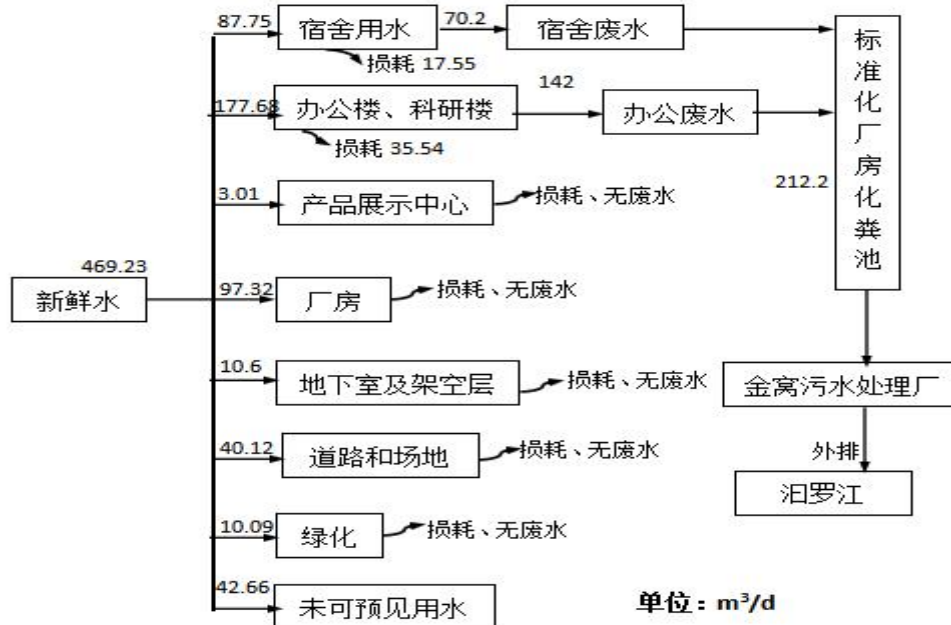 87.75
宿舍用水
70.2
宿舍废水
损耗 17.55
177.68
办公楼、科研楼
142
办公废水
损耗 35.54
标准化厂房化粪池
212.2
3.01
产品展示中心
损耗、无废水
469.23
新鲜水
97.32
厂房
损耗、无废水
10.6
地下室及架空层
损耗、无废水
金窝污水处理厂
40.12
道路和场地
损耗、无废水
外排
汨罗江
10.09
绿化
损耗、无废水
42.66
未可预见用水
单位：m³/d